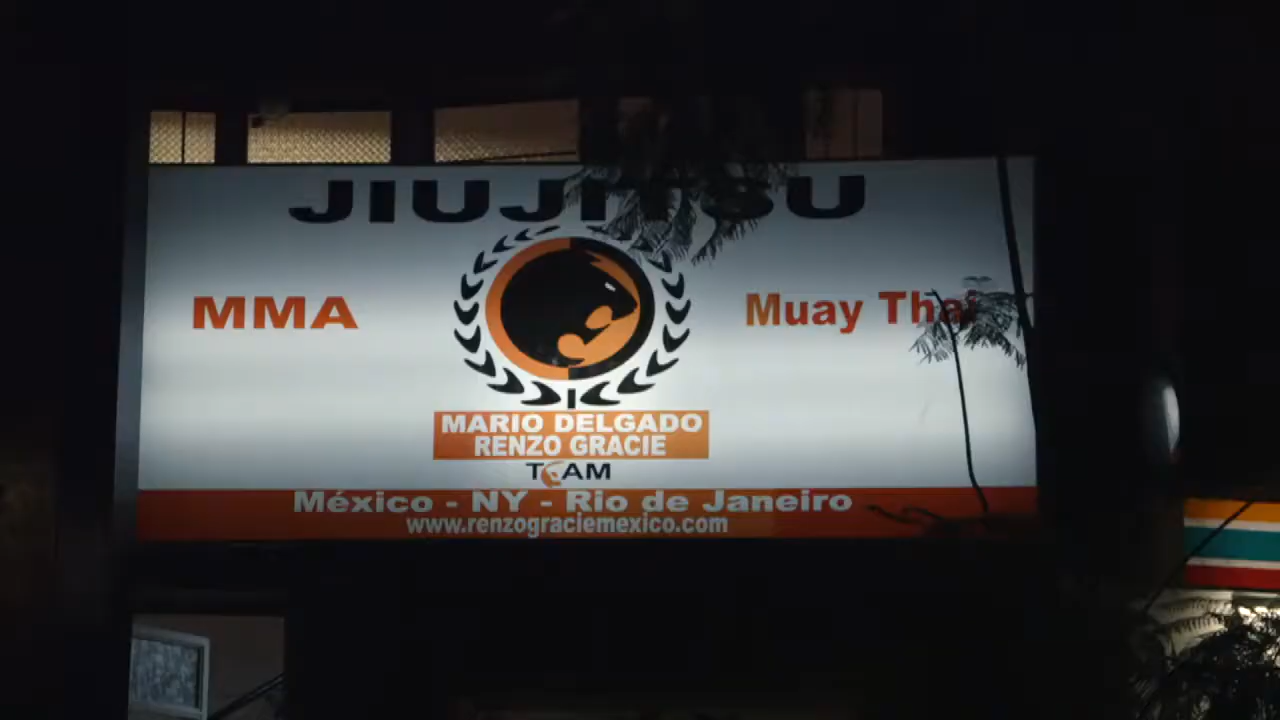 JIUJITSU
MMA
Muay Thai
MARIO DELGADO
RENZO GRACIE
TEAM
México - NY - Rio de Janeiro
www.renzograciemexico.com